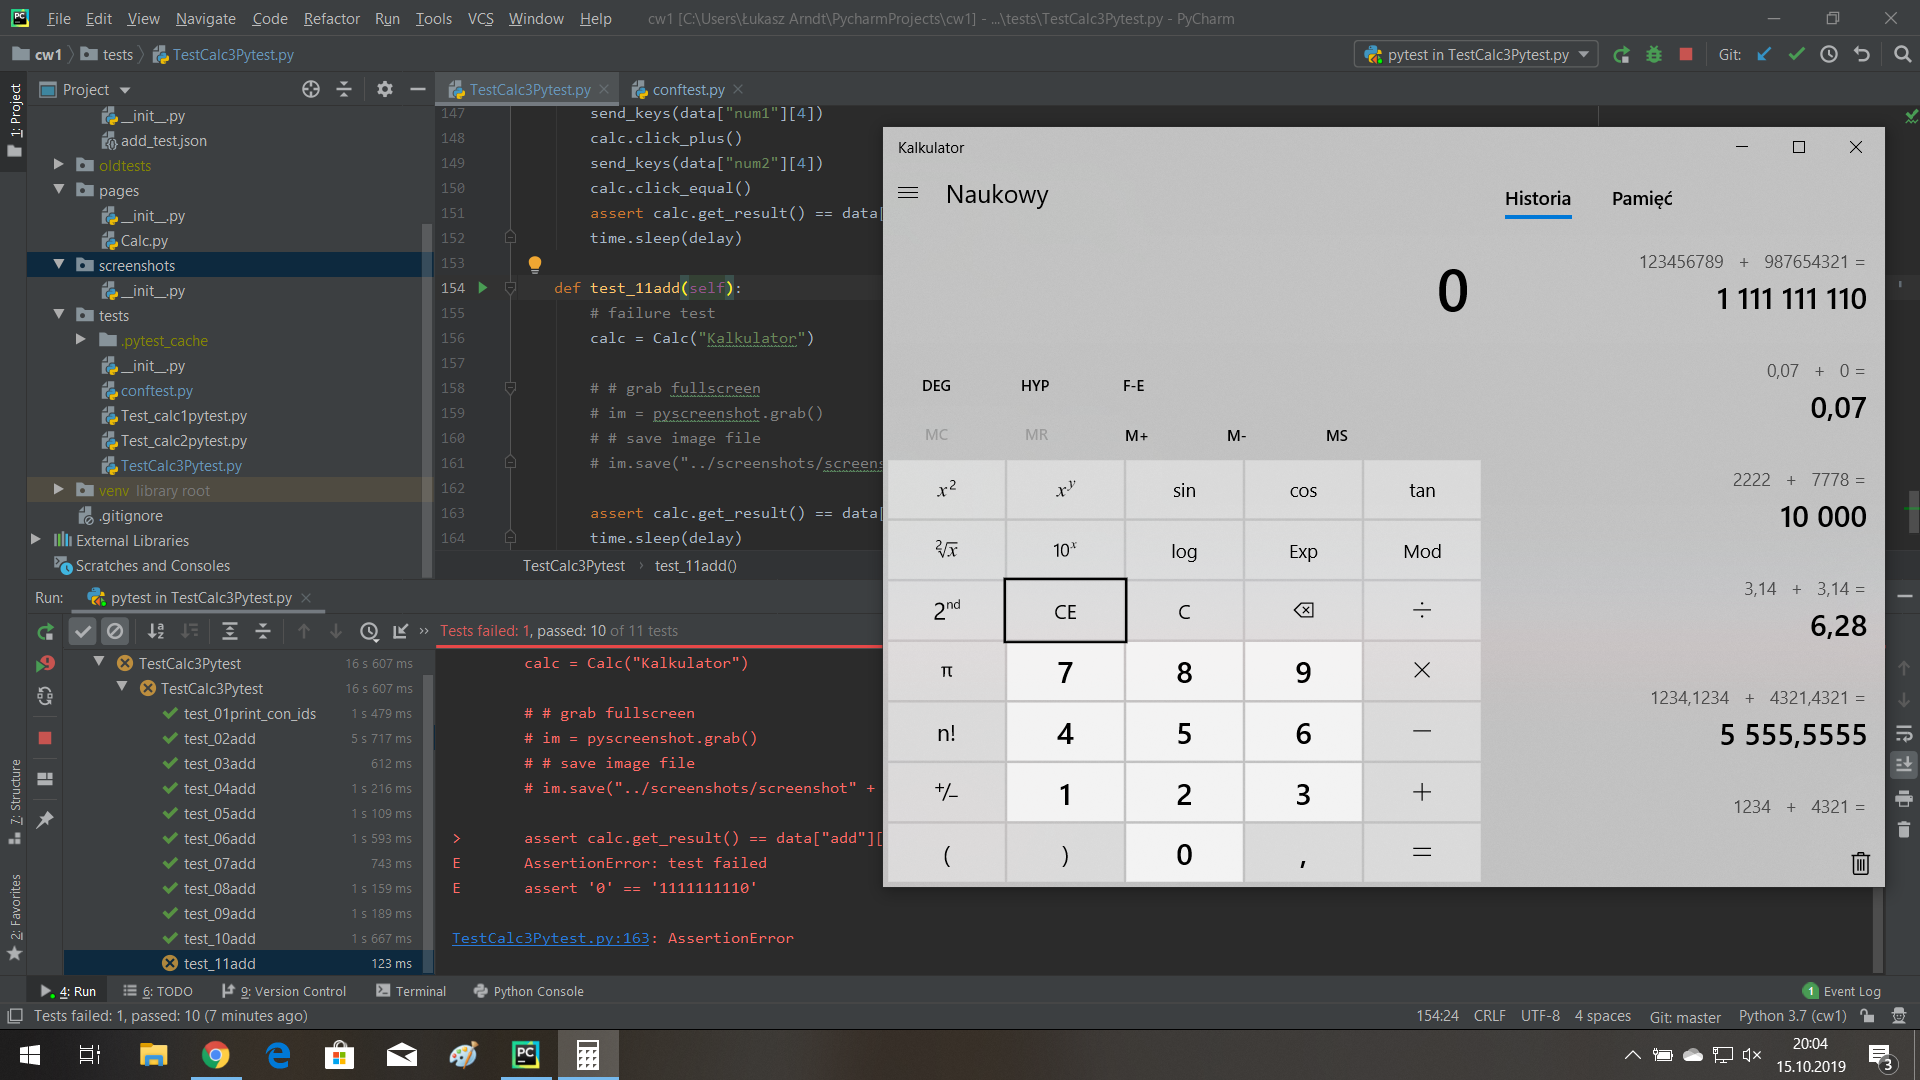 File Edit View Navigate Code Refactor Run Tools VCS Window Help
cw1 [C:\Users\Łukasz Arndt\PycharmProjects\cw1] - ...\tests\TestCalc3Pytest.py - PyCharm
cw1 tests TestCalc3Pytest.py
pytest in TestCalc3Pytest.py
Git:
1: Project
Project
__init__.py
add_test.json
oldtests
pages
__init__.py
Calc.py
screenshots
__init__.py
tests
.pytest_cache
__init__.py
conftest.py
Test_calc1pytest.py
Test_calc2pytest.py
TestCalc3Pytest.py
venv library root
.gitignore
External Libraries
Scratches and Consoles
TestCalc3Pytest.py conftest.py
147 send_keys(data["num1"][4])
148 calc.click_plus()
149 send_keys(data["num2"][4])
150 calc.click_equal()
151 assert calc.get_result() == data[
152 time.sleep(delay)
153
154 def test_11add(self):
155 # failure test
156 calc = Calc("Kalkulator")
157
158 # # grab fullscreen
159 # im = pyscreenshot.grab()
160 # # save image file
161 # im.save("../screenshots/screens
162
163 assert calc.get_result() == data[
164 time.sleep(delay)
TestCalc3Pytest › test_11add()
Kalkulator
Naukowy
Historia Pamięć
0
DEG HYP F-E
MC MR M+ M- MS
x² xʸ sin cos tan
²√x 10ˣ log Exp Mod
2nd CE C ÷
π 7 8 9 ×
n! 4 5 6 −
+/− 1 2 3 +
( ) 0 , =
123456789 + 987654321 =
1 111 111 110
0,07 + 0 =
0,07
2222 + 7778 =
10 000
3,14 + 3,14 =
6,28
1234,1234 + 4321,4321 =
5 555,5555
1234 + 4321 =
Run: pytest in TestCalc3Pytest.py
Tests failed: 1, passed: 10 of 11 tests
TestCalc3Pytest 16 s 607 ms
TestCalc3Pytest 16 s 607 ms
test_01print_con_ids 1 s 479 ms
test_02add 5 s 717 ms
test_03add 612 ms
test_04add 1 s 216 ms
test_05add 1 s 109 ms
test_06add 1 s 593 ms
test_07add 743 ms
test_08add 1 s 159 ms
test_09add 1 s 189 ms
test_10add 1 s 667 ms
test_11add 123 ms
calc = Calc("Kalkulator")
# # grab fullscreen
# im = pyscreenshot.grab()
# # save image file
# im.save("../screenshots/screenshot" +
> assert calc.get_result() == data["add"][
E AssertionError: test failed
E assert '0' == '1111111110'
TestCalc3Pytest.py:163: AssertionError
7: Structure
2: Favorites
4: Run 6: TODO 9: Version Control Terminal Python Console
1 Event Log
Tests failed: 1, passed: 10 (7 minutes ago)
154:24 CRLF UTF-8 4 spaces Git: master Python 3.7 (cw1)
20:04
15.10.2019
3